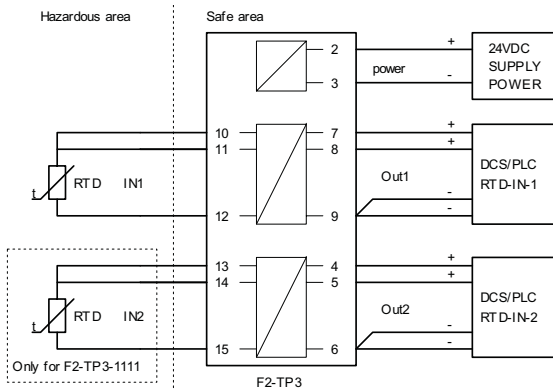 Hazardous area
Safe area
2
3
power
+
-
24VDC
SUPPLY
POWER
10
11
12
7
8
9
t
RTD IN1
Out1
+
+
-
-
DCS/PLC
RTD-IN-1
13
14
15
4
5
6
t
RTD IN2
Out2
+
+
-
-
DCS/PLC
RTD-IN-2
Only for F2-TP3-1111
F2-TP3